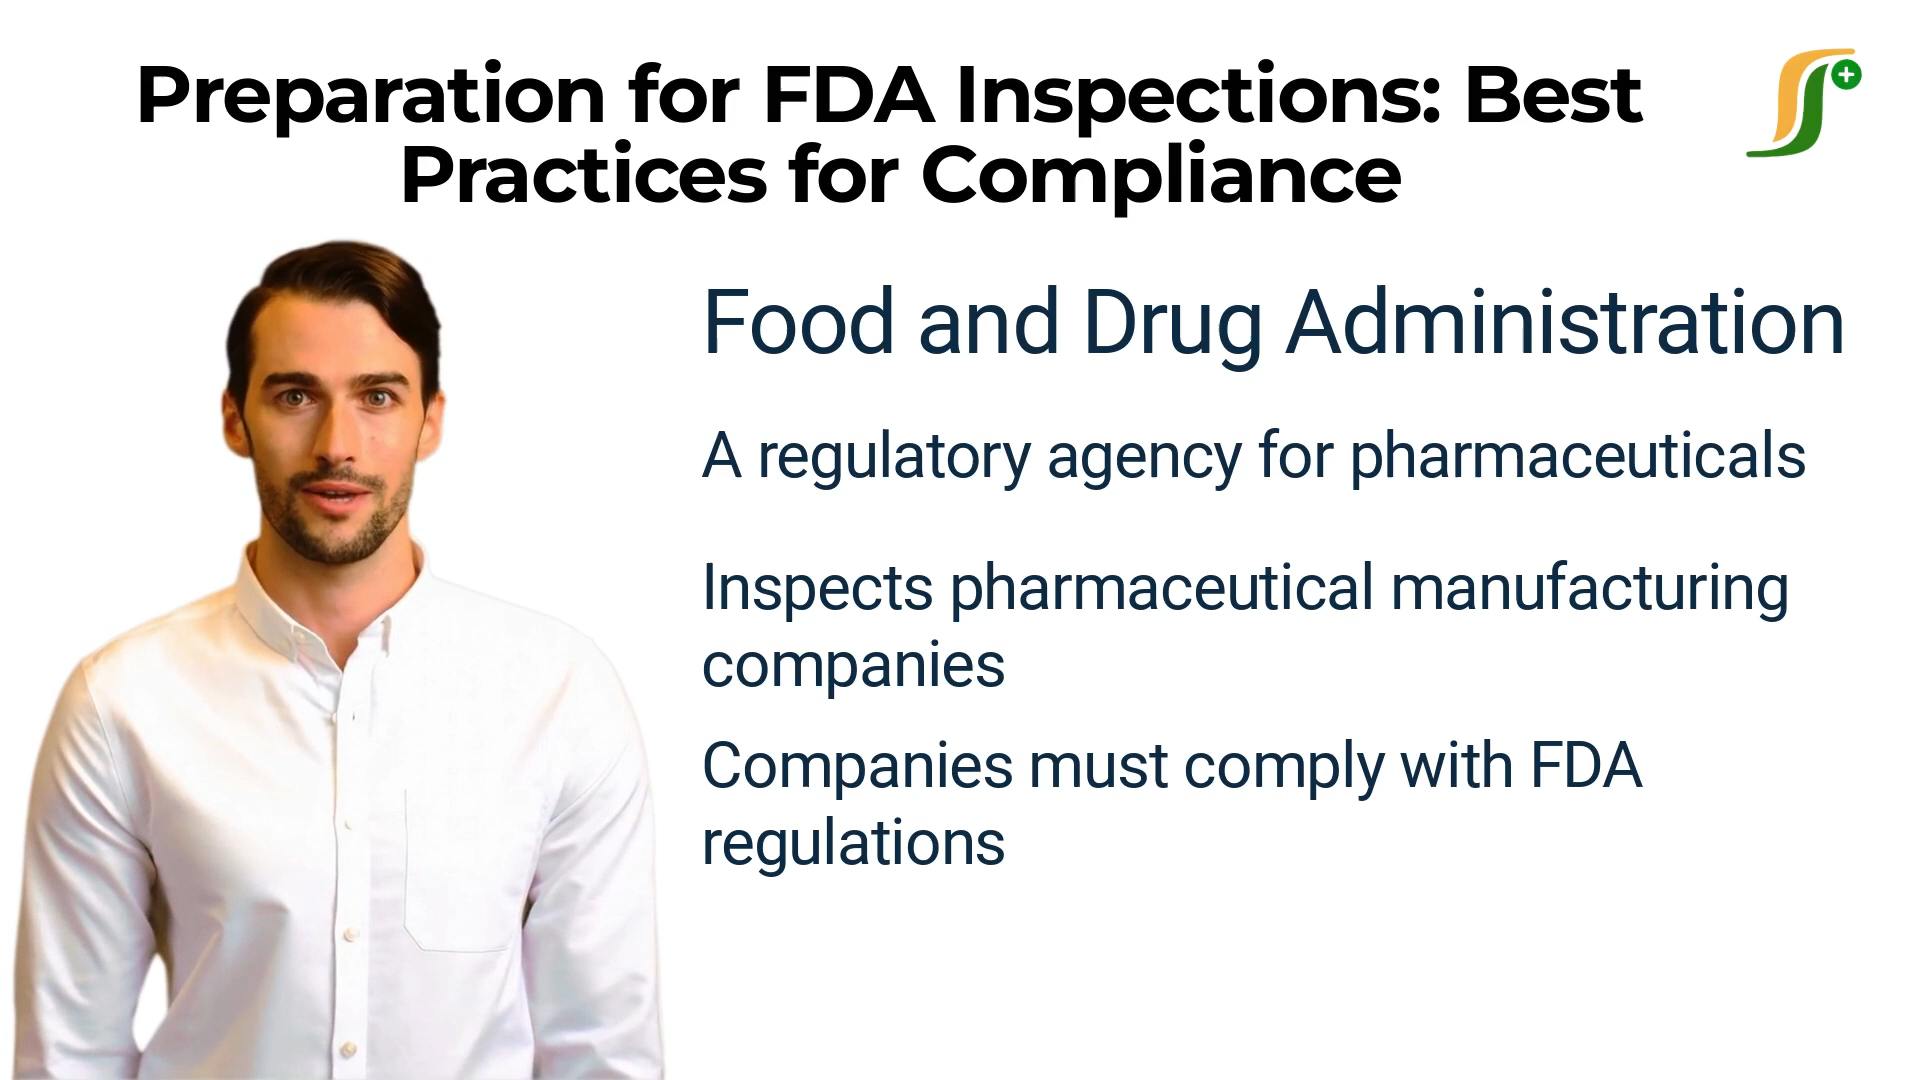 Preparation for FDA Inspections: Best
Practices for Compliance
Food and Drug Administration
A regulatory agency for pharmaceuticals
Inspects pharmaceutical manufacturing
companies
Companies must comply with FDA
regulations